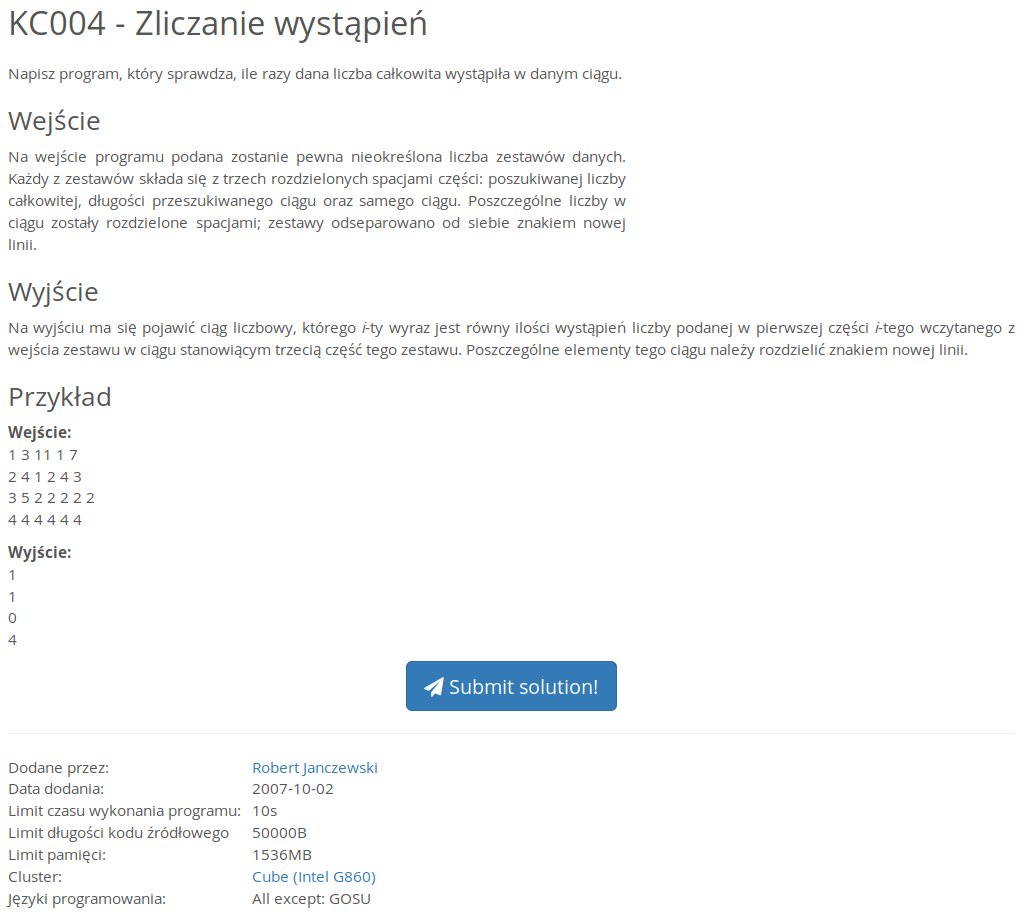 KC004 - Zliczanie wystąpień
Napisz program, który sprawdza, ile razy dana liczba całkowita wystąpiła w danym ciągu.
Wejście
Na wejście programu podana zostanie pewna nieokreślona liczba zestawów danych.
Każdy z zestawów składa się z trzech rozdzielonych spacjami części: poszukiwanej liczby
całkowitej, długości przeszukiwanego ciągu oraz samego ciągu. Poszczególne liczby w
ciągu zostały rozdzielone spacjami; zestawy odseparowano od siebie znakiem nowej
linii.
Wyjście
Na wyjściu ma się pojawić ciąg liczbowy, którego i-ty wyraz jest równy ilości wystąpień liczby podanej w pierwszej części i-tego wczytanego z
wejścia zestawu w ciągu stanowiącym trzecią część tego zestawu. Poszczególne elementy tego ciągu należy rozdzielić znakiem nowej linii.
Przykład
Wejście:
1 3 11 1 7
2 4 1 2 4 3
3 5 2 2 2 2 2
4 4 4 4 4 4
Wyjście:
1
1
0
4
Submit solution!
Dodane przez: Robert Janczewski
Data dodania: 2007-10-02
Limit czasu wykonania programu: 10s
Limit długości kodu źródłowego 50000B
Limit pamięci: 1536MB
Cluster: Cube (Intel G860)
Języki programowania: All except: GOSU